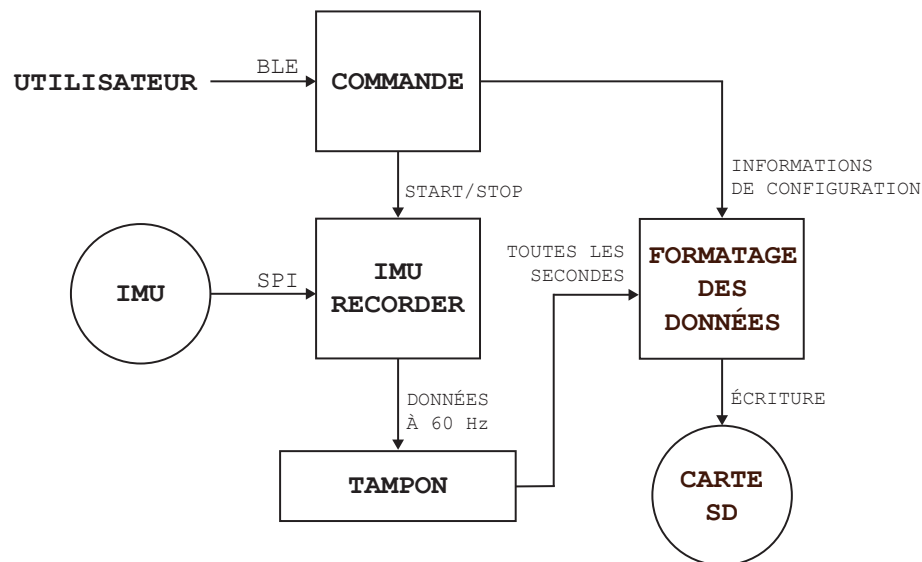 BLE
UTILISATEUR
COMMANDE
INFORMATIONS
DE CONFIGURATION
START/STOP
TOUTES LES
SECONDES
IMU
SPI
IMU
RECORDER
FORMATAGE
DES
DONNÉES
DONNÉES
À 60 Hz
ÉCRITURE
TAMPON
CARTE
SD